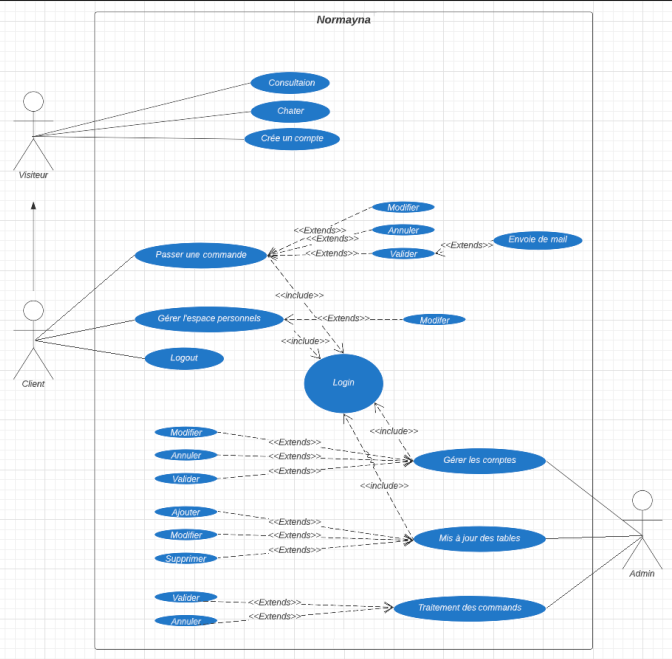 Normayna
Consultaion
Chater
Crée un compte
Visiteur
Modifier
<<Extends>>
Annuler
<<Extends>>
Envoie de mail
<<Extends>>
Passer une commande
<<Extends>>
Valider
<<include>>
Gérer l'espace personnels
<<Extends>>
Modifer
<<include>>
Logout
Client
Login
Modifier
<<Extends>>
<<include>>
Annuler
<<Extends>>
Gérer les comptes
Valider
<<Extends>>
<<include>>
Ajouter
<<Extends>>
Modifier
<<Extends>>
Mis à jour des tables
Supprimer
<<Extends>>
Admin
Valider
<<Extends>>
Traitement des commands
Annuler
<<Extends>>